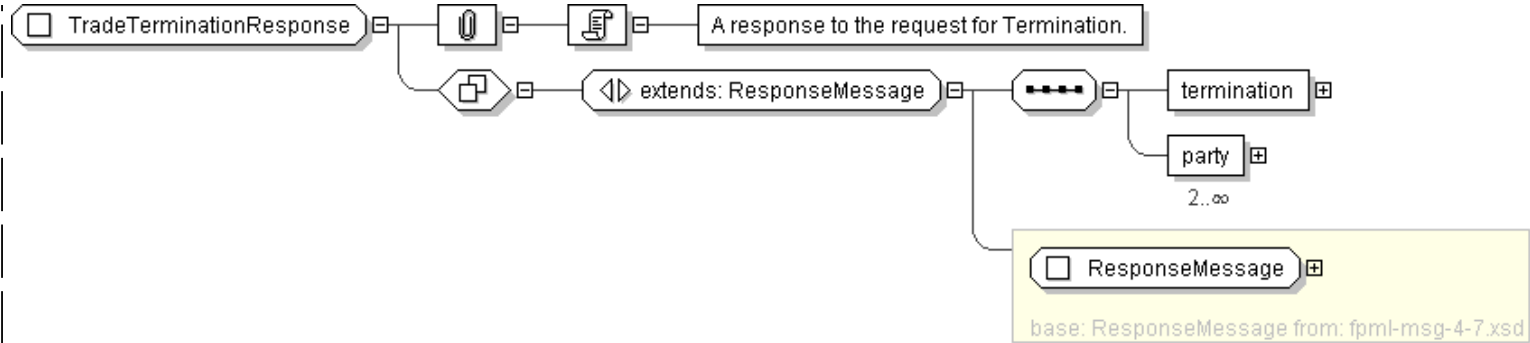 TradeTerminationResponse
A response to the request for Termination.
extends: ResponseMessage
termination
party
2..∞
ResponseMessage
base: ResponseMessage from: fpml-msg-4-7.xsd